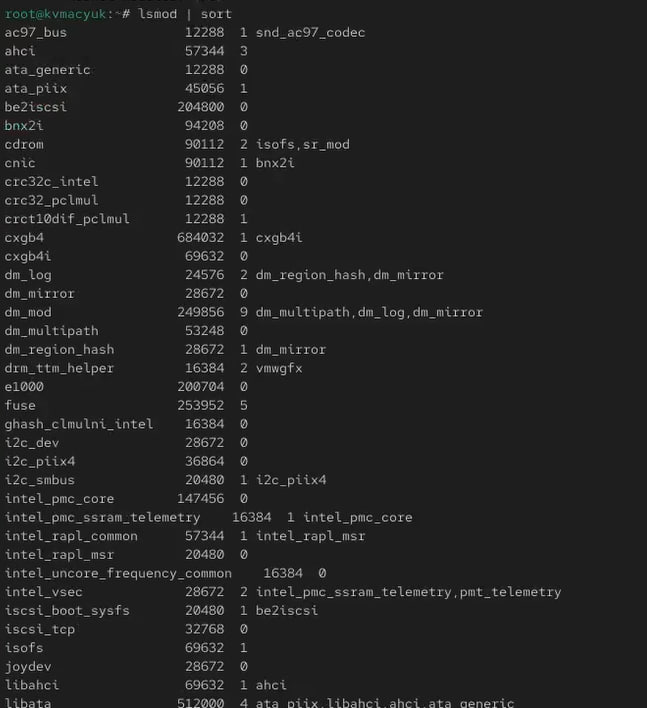 root@kvmacyuk:~# lsmod | sort
ac97_bus 12288 1 snd_ac97_codec
ahci 57344 3
ata_generic 12288 0
ata_piix 45056 1
be2iscsi 204800 0
bnx2i 94208 0
cdrom 90112 2 isofs,sr_mod
cnic 90112 1 bnx2i
crc32c_intel 12288 0
crc32_pclmul 12288 0
crct10dif_pclmul 12288 1
cxgb4 684032 1 cxgb4i
cxgb4i 69632 0
dm_log 24576 2 dm_region_hash,dm_mirror
dm_mirror 28672 0
dm_mod 249856 9 dm_multipath,dm_log,dm_mirror
dm_multipath 53248 0
dm_region_hash 28672 1 dm_mirror
drm_ttm_helper 16384 2 vmwgfx
e1000 200704 0
fuse 253952 5
ghash_clmulni_intel 16384 0
i2c_dev 28672 0
i2c_piix4 36864 0
i2c_smbus 20480 1 i2c_piix4
intel_pmc_core 147456 0
intel_pmc_ssram_telemetry 16384 1 intel_pmc_core
intel_rapl_common 57344 1 intel_rapl_msr
intel_rapl_msr 20480 0
intel_uncore_frequency_common 16384 0
intel_vsec 28672 2 intel_pmc_ssram_telemetry,pmt_telemetry
iscsi_boot_sysfs 20480 1 be2iscsi
iscsi_tcp 32768 0
isofs 69632 1
joydev 28672 0
libahci 69632 1 ahci
libata 512000 4 ata_piix,libahci,ahci,ata_generic